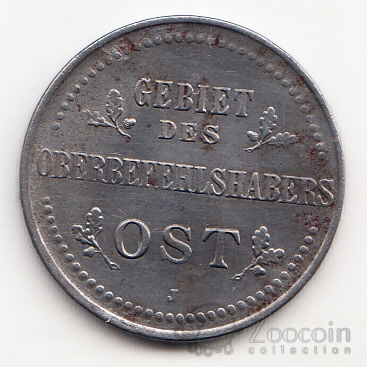 GEBIET
DES
OBERBEFEHLSHABERS
OST
J
Zoocoin
collection